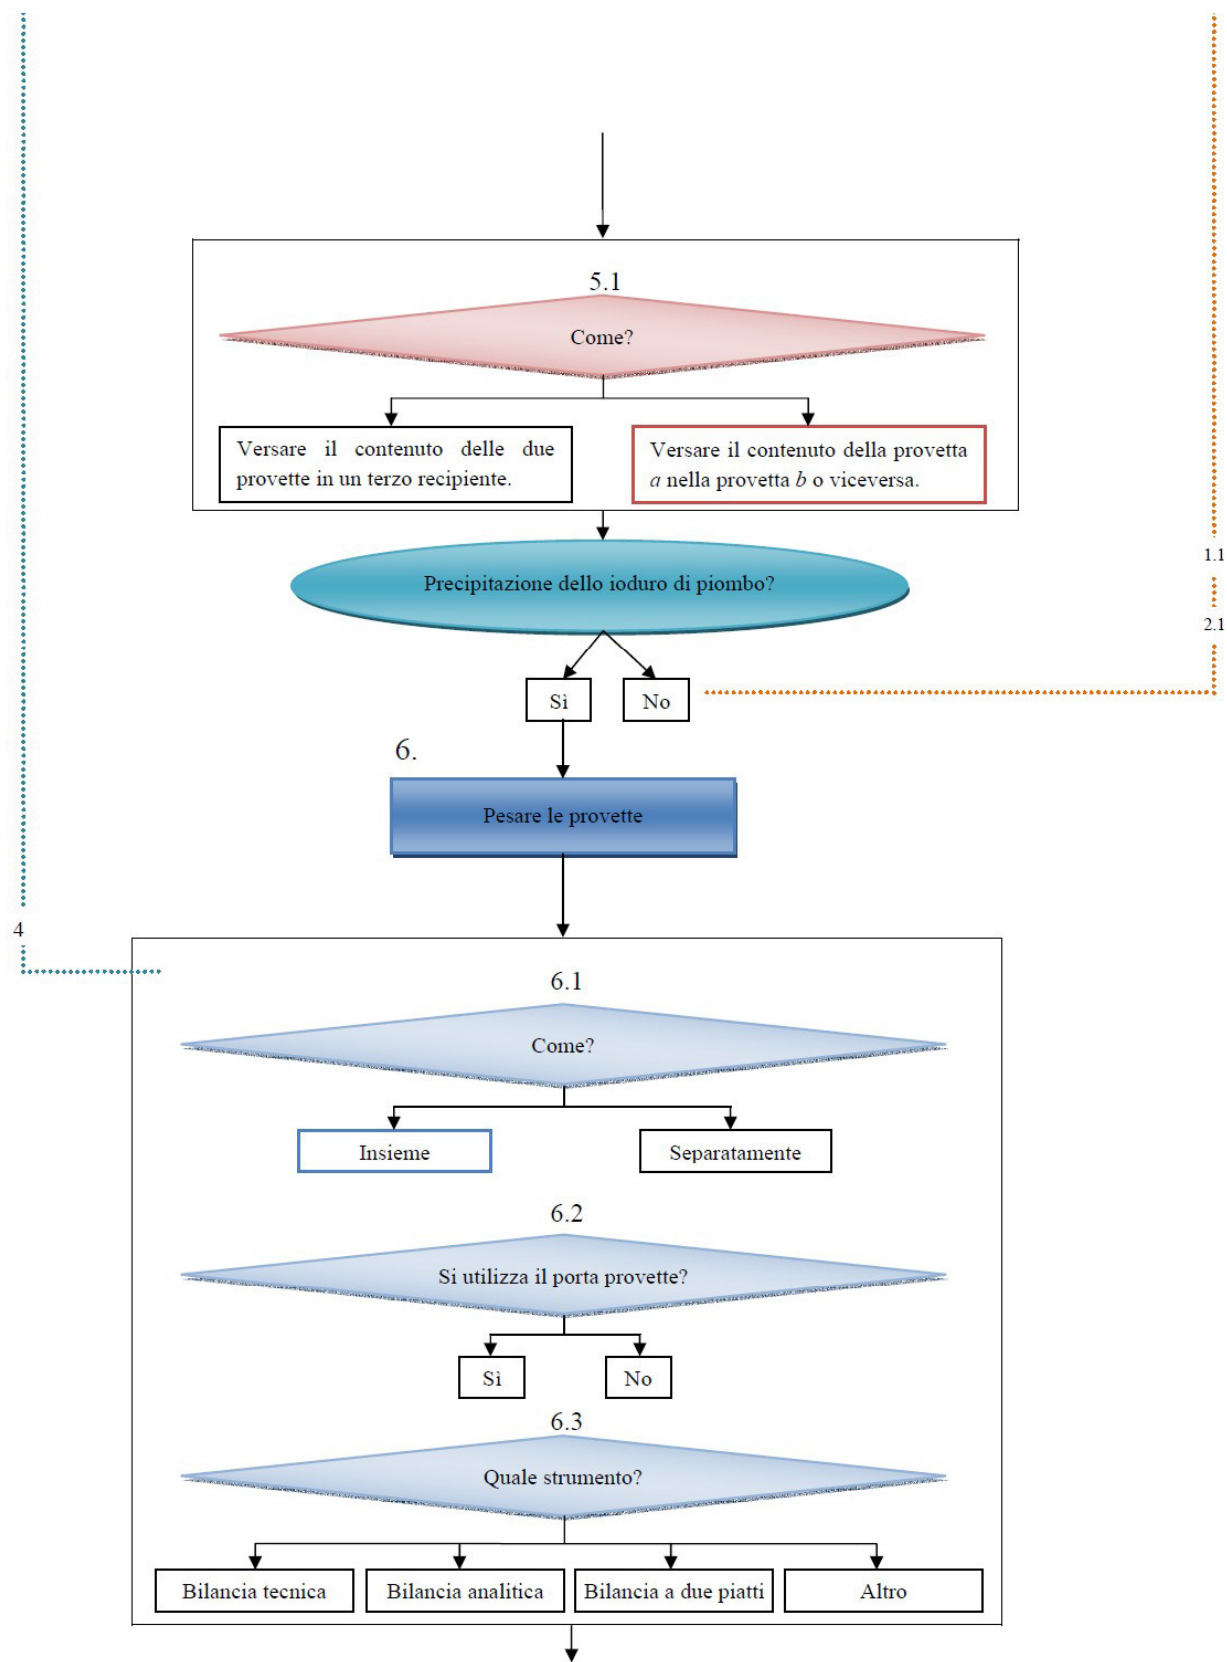 5.1
Come?
Versare il contenuto delle due
provette in un terzo recipiente.
Versare il contenuto della provetta
a nella provetta b o viceversa.
Precipitazione dello ioduro di piombo?
1.1
2.1
Sì
No
6.
Pesare le provette
4
6.1
Come?
Insieme
Separatamente
6.2
Si utilizza il porta provette?
Sì
No
6.3
Quale strumento?
Bilancia tecnica
Bilancia analitica
Bilancia a due piatti
Altro